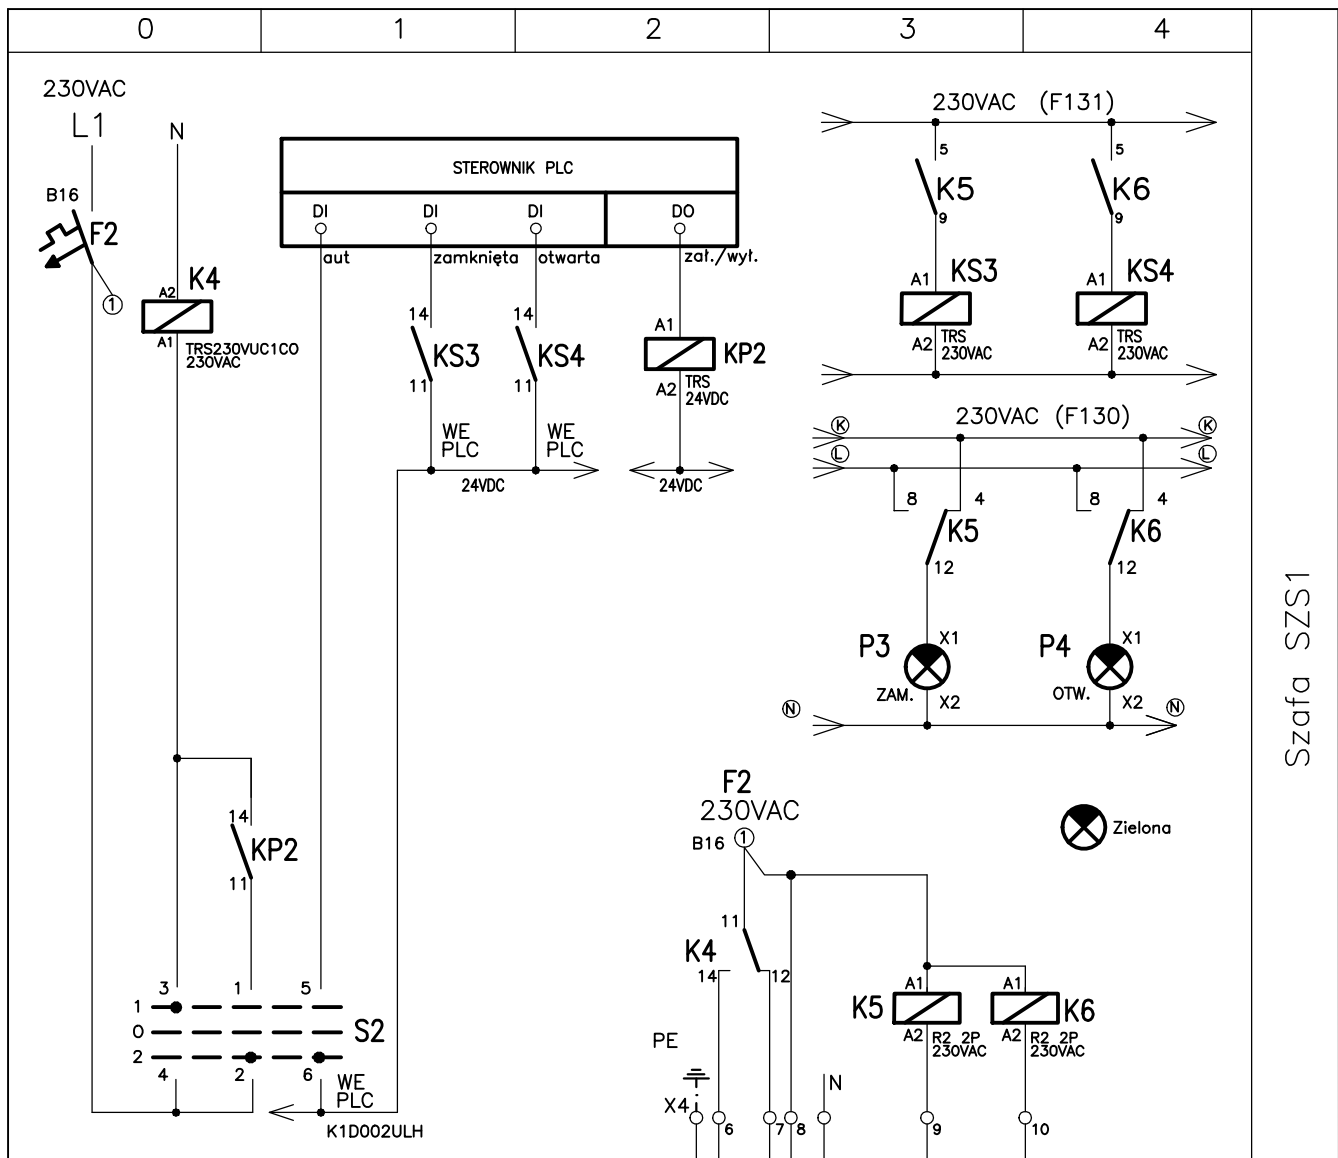 0 1 2 3 4
230VAC
L1
N
B16
F2
1
K4
A2
A1
TRS230VUC1CO
230VAC
STEROWNIK PLC
DI DI DI DO
aut zamknięta otwarta zał./wył.
14
KS3
11
14
KS4
11
WE
PLC
WE
PLC
24VDC
A1
KP2
A2
TRS
24VDC
24VDC
230VAC (F131)
5
K5
9
5
K6
9
A1
KS3
A2
TRS
230VAC
A1
KS4
A2
TRS
230VAC
230VAC (F130)
K K
L L
8 4
K5
12
8 4
K6
12
P3
X1
ZAM.
X2
P4
X1
OTW.
X2
N N
Zielona
Szafa SZS1
14
KP2
11
3 1 5
1
0
2
S2
4 2 6
WE
PLC
K1D002ULH
F2
230VAC
B16
1
11
K4
14
12
PE
X4
6 7 8
N
A1
K5
A2
R2 2P
230VAC
A1
K6
A2
R2 2P
230VAC
9 10